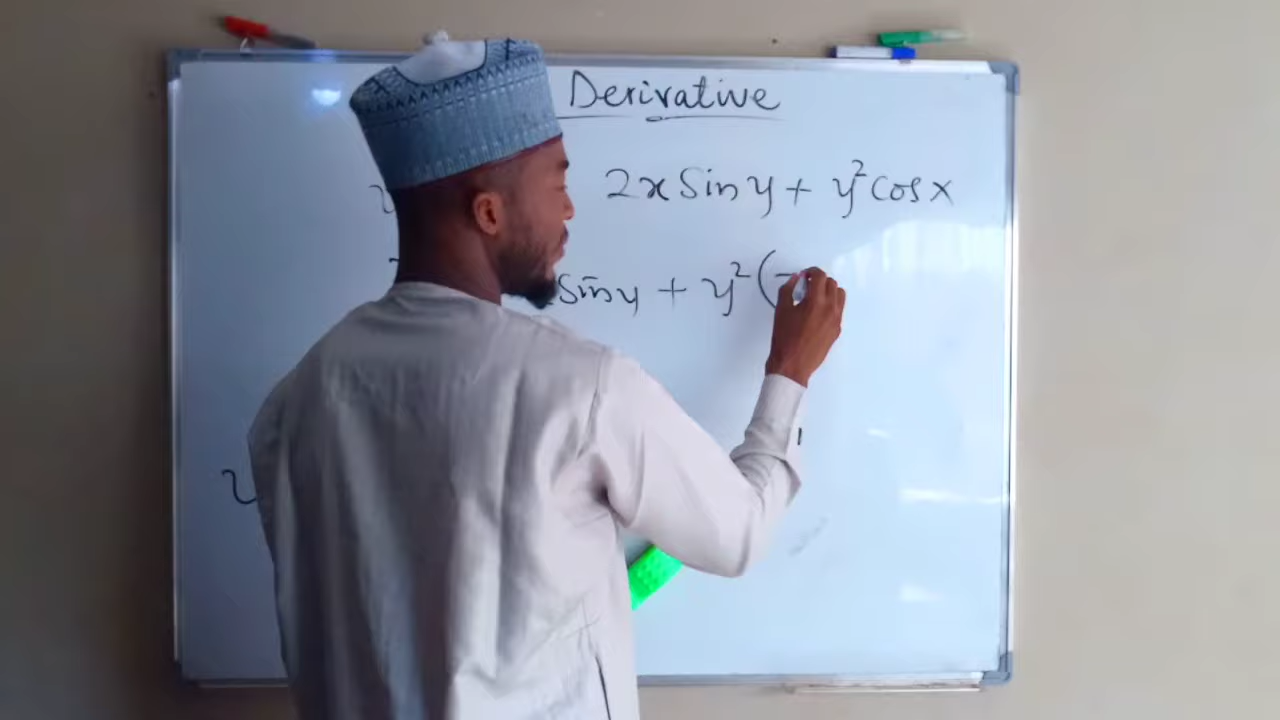 Derivative
2x Sin y + y² Cos x
Sin y + y² (-